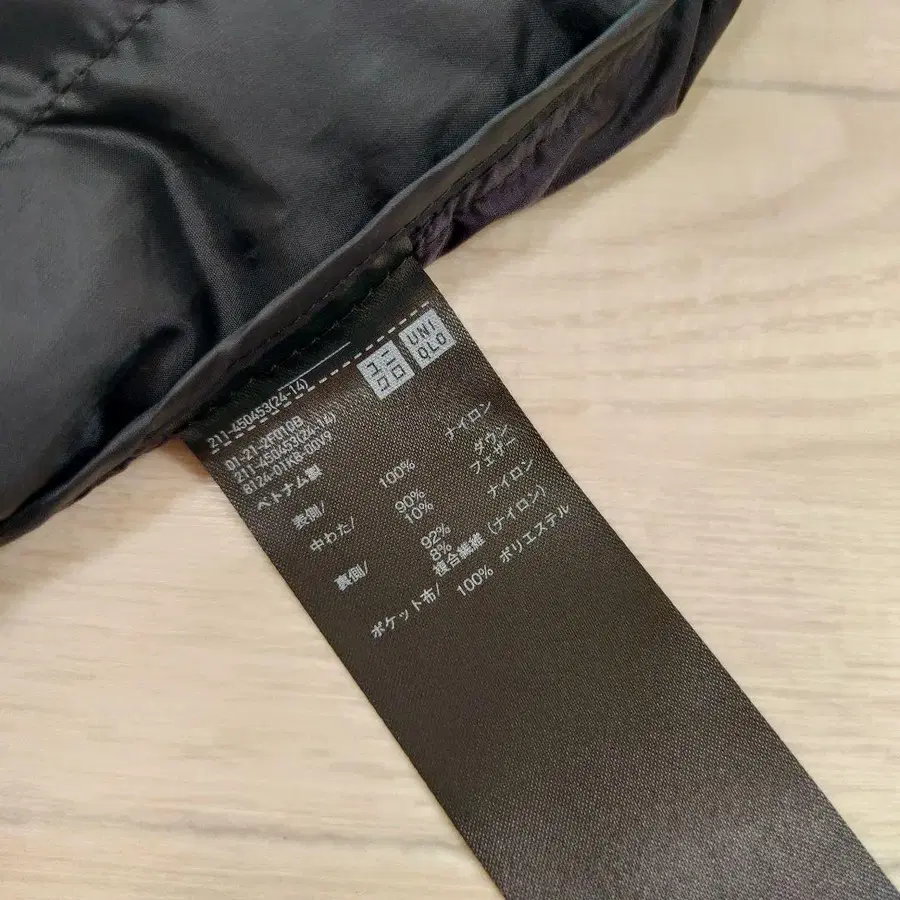 ユニ
クロ
UNI
QLO
211-450453(24-14)
01-21-2F010B
211-450453(24-14)
8124-01KB-00V9
ベトナム製
表側/ 100% ナイロン
中わた/ 90% ダウン
10% フェザー
裏側/ 92% ナイロン
8% 複合繊維(ナイロン)
ポケット布/ 100% ポリエステル